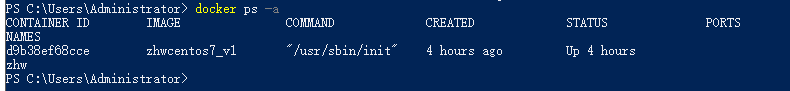 PS C:\Users\Administrator> docker ps -a
CONTAINER ID        IMAGE               COMMAND             CREATED             STATUS              PORTS
NAMES
d9b38ef68cce        zhwcentos7_v1       "/usr/sbin/init"    4 hours ago         Up 4 hours
zhw
PS C:\Users\Administrator>